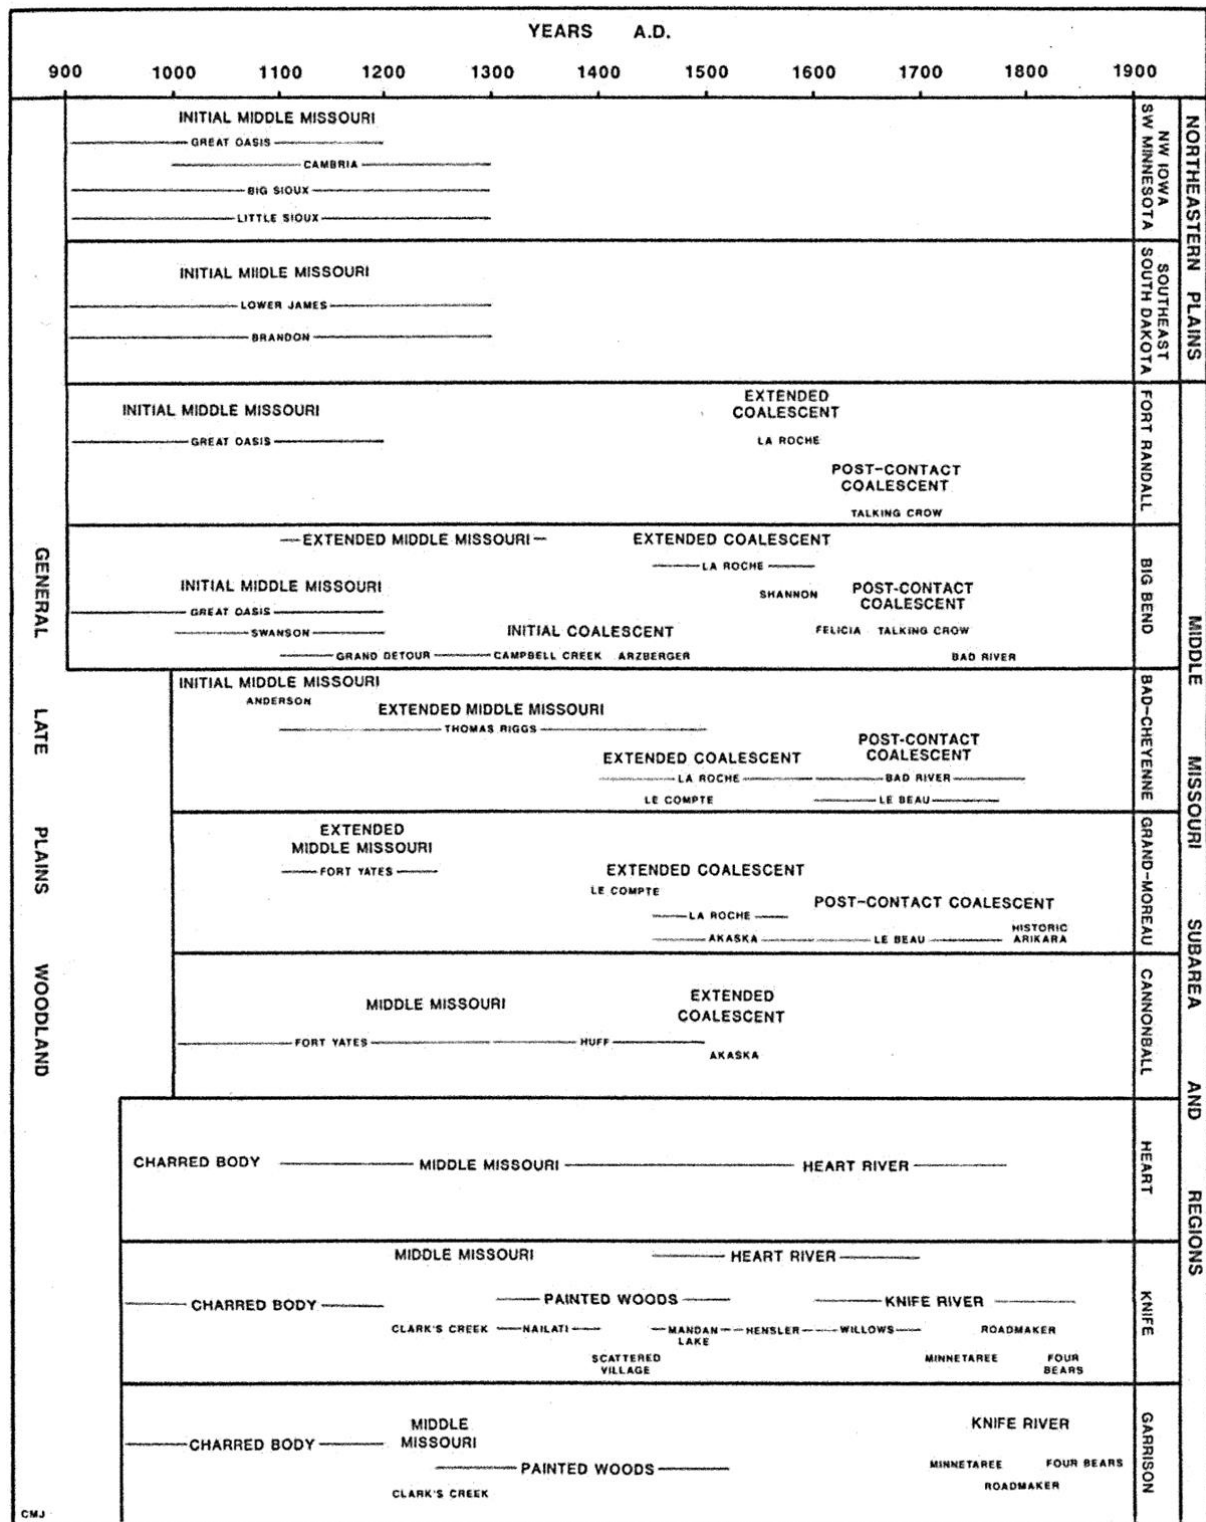 YEARS A.D.
900 1000 1100 1200 1300 1400 1500 1600 1700 1800 1900
INITIAL MIDDLE MISSOURI
GREAT OASIS
CAMBRIA
BIG SIOUX
LITTLE SIOUX
NW IOWA
SW MINNESOTA
INITIAL MIIDLE MISSOURI
LOWER JAMES
BRANDON
SOUTHEAST
SOUTH DAKOTA
NORTHEASTERN PLAINS
INITIAL MIDDLE MISSOURI
GREAT OASIS
EXTENDED
COALESCENT
LA ROCHE
POST-CONTACT
COALESCENT
TALKING CROW
FORT RANDALL
EXTENDED MIDDLE MISSOURI
EXTENDED COALESCENT
LA ROCHE
SHANNON
INITIAL MIDDLE MISSOURI
POST-CONTACT
COALESCENT
GREAT OASIS
SWANSON
INITIAL COALESCENT
FELICIA TALKING CROW
GRAND DETOUR CAMPBELL CREEK ARZBERGER BAD RIVER
BIG BEND
INITIAL MIDDLE MISSOURI
ANDERSON
EXTENDED MIDDLE MISSOURI
THOMAS RIGGS
EXTENDED COALESCENT
POST-CONTACT
COALESCENT
LA ROCHE BAD RIVER
LE COMPTE LE BEAU
BAD-CHEYENNE
EXTENDED
MIDDLE MISSOURI
FORT YATES
EXTENDED COALESCENT
LE COMPTE
POST-CONTACT COALESCENT
LA ROCHE
AKASKA LE BEAU
HISTORIC
ARIKARA
GRAND-MOREAU
MIDDLE MISSOURI
EXTENDED
COALESCENT
FORT YATES HUFF
AKASKA
CANNONBALL
CHARRED BODY MIDDLE MISSOURI HEART RIVER
HEART
MIDDLE MISSOURI HEART RIVER
CHARRED BODY PAINTED WOODS KNIFE RIVER
CLARK'S CREEK NAILATI MANDAN
LAKE
HENSLER WILLOWS ROADMAKER
SCATTERED
VILLAGE
MINNETAREE FOUR
BEARS
KNIFE
CHARRED BODY
MIDDLE
MISSOURI
KNIFE RIVER
PAINTED WOODS
MINNETAREE FOUR BEARS
CLARK'S CREEK ROADMAKER
GARRISON
MIDDLE MISSOURI SUBAREA AND REGIONS
GENERAL LATE PLAINS WOODLAND
CMJ